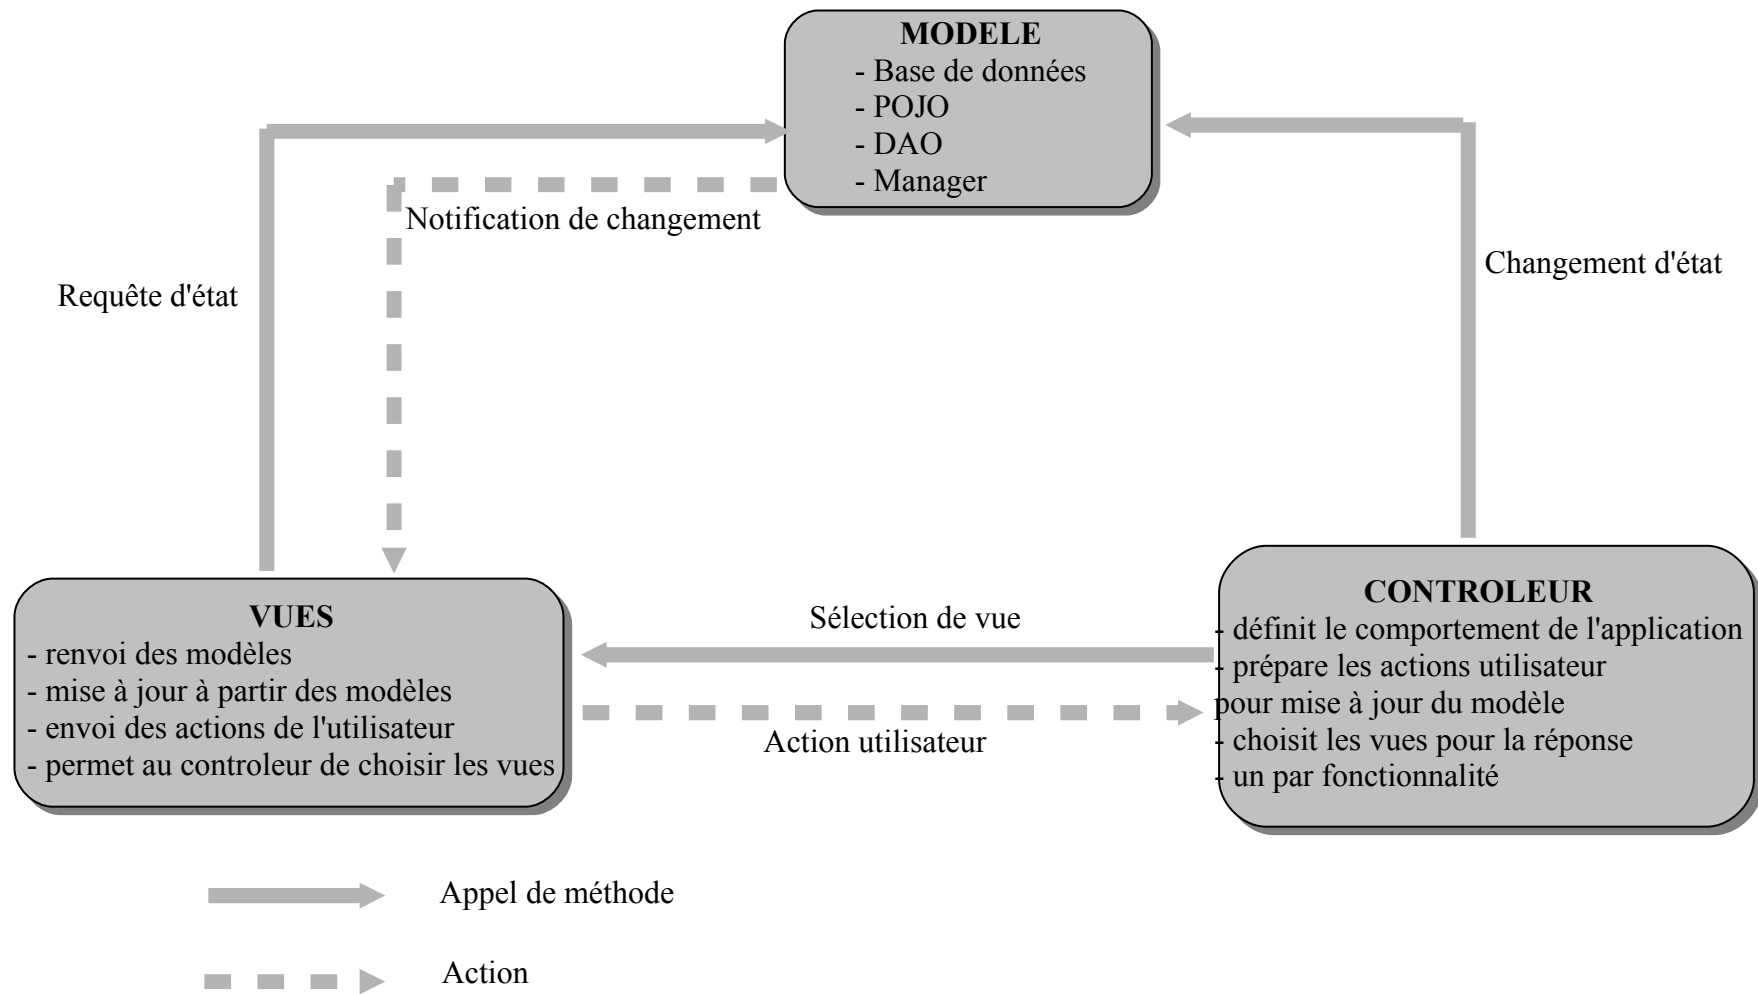 MODELE
- Base de données
- POJO
- DAO
- Manager
Notification de changement
Requête d'état
Changement d'état
VUES
- renvoi des modèles
- mise à jour à partir des modèles
- envoi des actions de l'utilisateur
- permet au controleur de choisir les vues
Sélection de vue
Action utilisateur
CONTROLEUR
- définit le comportement de l'application
- prépare les actions utilisateur
pour mise à jour du modèle
- choisit les vues pour la réponse
- un par fonctionnalité
Appel de méthode
Action